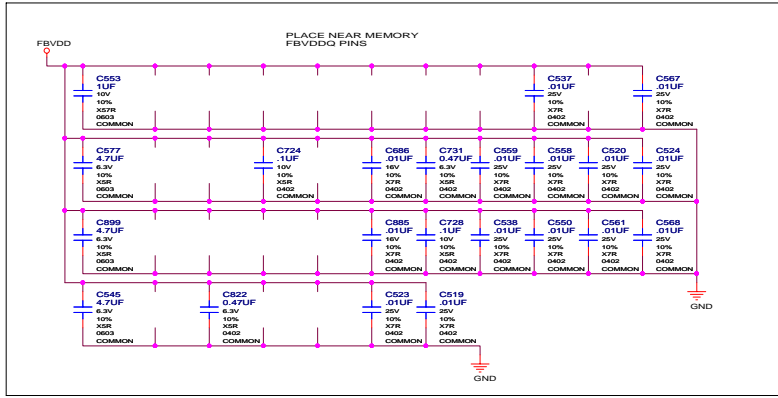 PLACE NEAR MEMORY
FBVDDQ PINS
FBVDD
C553
1UF
10V
10%
X57R
0603
COMMON
C537
.01UF
25V
10%
X7R
0402
COMMON
C567
.01UF
25V
10%
X7R
0402
COMMON
C577
4.7UF
6.3V
10%
X5R
0603
COMMON
C724
.1UF
10V
10%
X5R
0402
COMMON
C686
.01UF
16V
10%
X7R
0402
COMMON
C731
0.47UF
6.3V
10%
X5R
0402
COMMON
C559
.01UF
25V
10%
X7R
0402
COMMON
C558
.01UF
25V
10%
X7R
0402
COMMON
C520
.01UF
25V
10%
X7R
0402
COMMON
C524
.01UF
25V
10%
X7R
0402
COMMON
C899
4.7UF
6.3V
10%
X5R
0603
COMMON
C885
.01UF
16V
10%
X7R
0402
COMMON
C728
.1UF
10V
10%
X5R
0402
COMMON
C538
.01UF
25V
10%
X7R
0402
COMMON
C550
.01UF
25V
10%
X7R
0402
COMMON
C561
.01UF
25V
10%
X7R
0402
COMMON
C568
.01UF
25V
10%
X7R
0402
COMMON
C545
4.7UF
6.3V
10%
X5R
0603
COMMON
C822
0.47UF
6.3V
10%
X5R
0402
COMMON
C523
.01UF
25V
10%
X7R
0402
COMMON
C519
.01UF
25V
10%
X7R
0402
COMMON
GND
GND